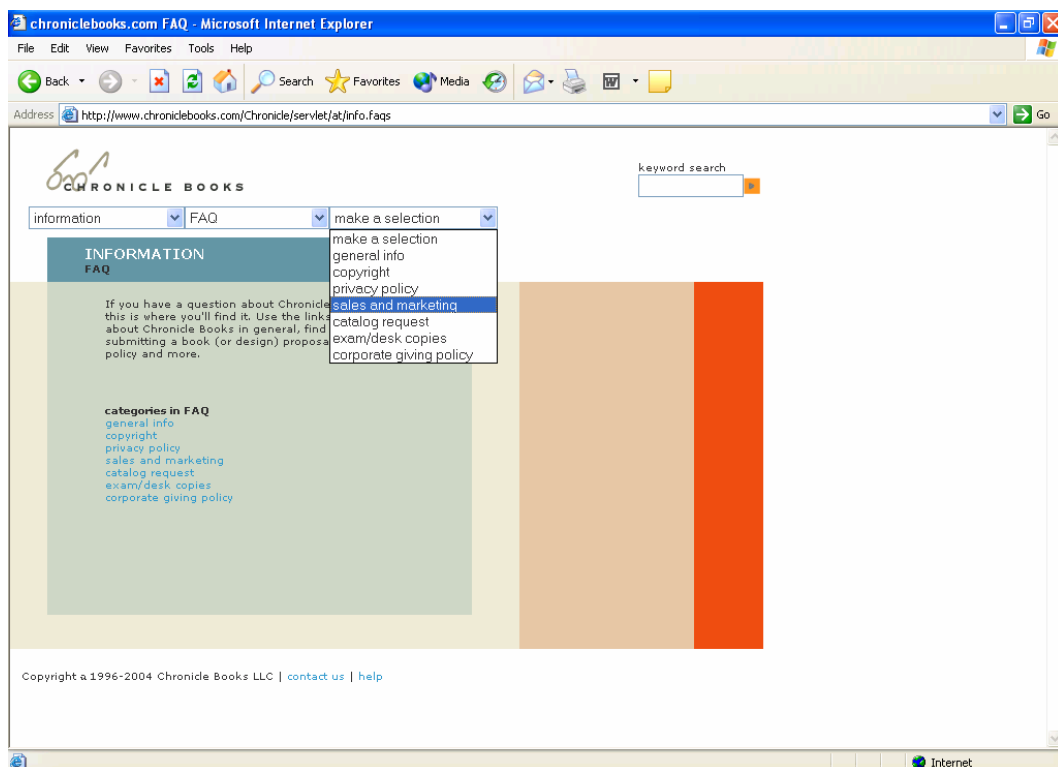 chroniclebooks.com FAQ - Microsoft Internet Explorer
File Edit View Favorites Tools Help
Back Search Favorites Media
Address http://www.chroniclebooks.com/Chronicle/servlet/at/info.faqs Go
CHRONICLE BOOKS
keyword search
information FAQ make a selection
make a selection
general info
copyright
privacy policy
sales and marketing
catalog request
exam/desk copies
corporate giving policy
INFORMATION
FAQ
If you have a question about Chronicle
this is where you'll find it. Use the links
about Chronicle Books in general, find
submitting a book (or design) proposa
policy and more.
categories in FAQ
general info
copyright
privacy policy
sales and marketing
catalog request
exam/desk copies
corporate giving policy
Copyright a 1996-2004 Chronicle Books LLC | contact us | help
Internet